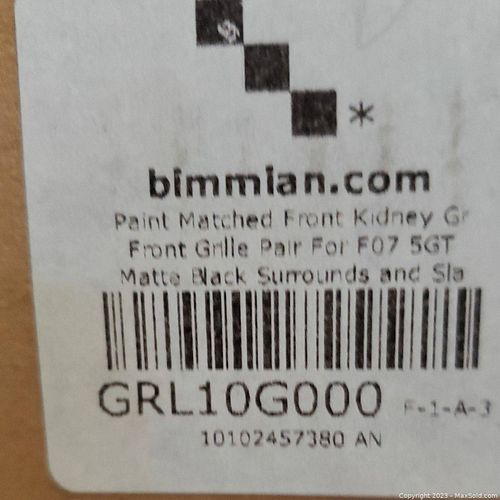 *
bimmian.com
Paint Matched Front Kidney Gr
Front Grille Pair For F07 5GT
Matte Black Surrounds and Sla
GRL10G000 F-1-A-3
10102457380 AN
Copyright 2023 - MaxSold.com